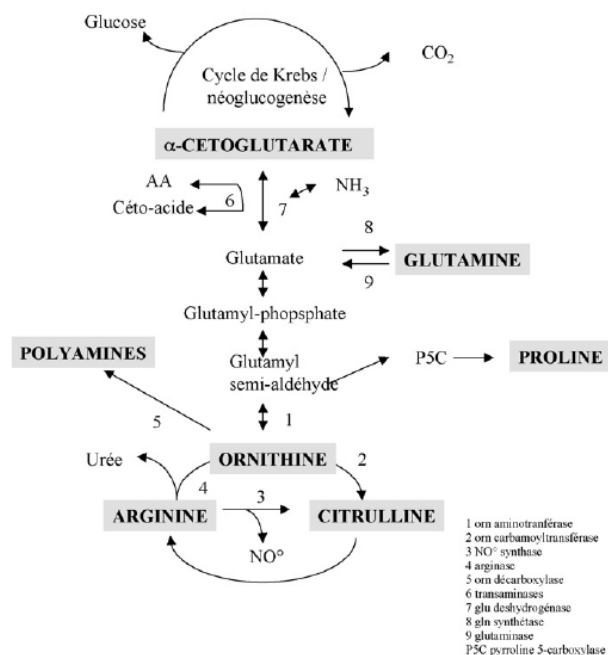 Glucose
CO2
Cycle de Krebs /
néoglucogenèse
α-CETOGLUTARATE
AA
NH3
Céto-acide
6
7
8
Glutamate
GLUTAMINE
9
Glutamyl-phopsphate
POLYAMINES
Glutamyl
semi-aldéhyde
P5C
PROLINE
5
1
Urée
ORNITHINE
2
4
3
ARGININE
CITRULLINE
NO°
1 orn aminotranférase
2 orn carbamoyltransférase
3 NO° synthase
4 arginase
5 orn décarboxylase
6 transaminases
7 glu deshydrogénase
8 gln synthétase
9 glutaminase
P5C pyrroline 5-carboxylase